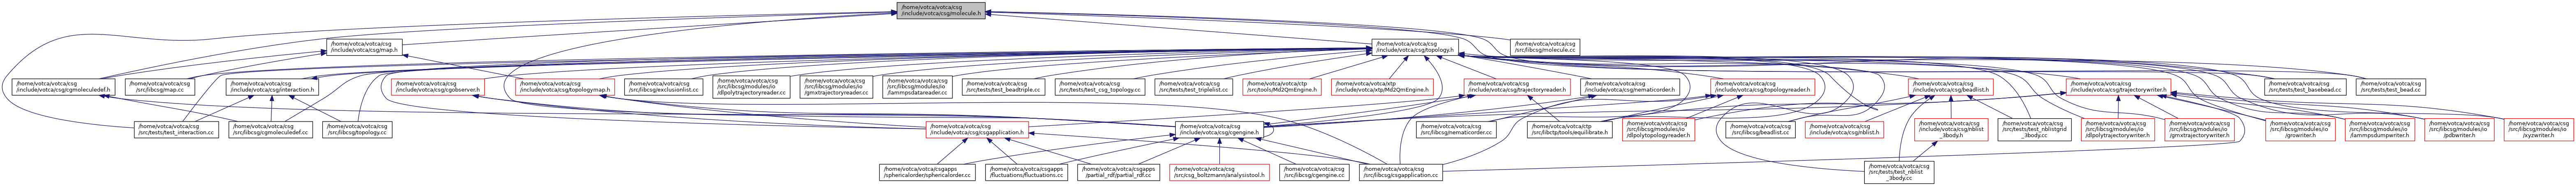 /home/votca/votca/csg
/include/votca/csg/molecule.h
/home/votca/votca/csg
/include/votca/csg/map.h
/home/votca/votca/csg
/include/votca/csg/topology.h
/home/votca/votca/csg
/src/libcsg/molecule.cc
/home/votca/votca/csg
/include/votca/csg/cgmoleculedef.h
/home/votca/votca/csg
/src/libcsg/map.cc
/home/votca/votca/csg
/include/votca/csg/interaction.h
/home/votca/votca/csg
/include/votca/csg/cgobserver.h
/home/votca/votca/csg
/include/votca/csg/topologymap.h
/home/votca/votca/csg
/src/libcsg/exclusionlist.cc
/home/votca/votca/csg
/src/libcsg/modules/io
/dlpolytrajectoryreader.cc
/home/votca/votca/csg
/src/libcsg/modules/io
/gmxtrajectoryreader.cc
/home/votca/votca/csg
/src/libcsg/modules/io
/lammpsdatareader.cc
/home/votca/votca/csg
/src/tests/test_beadtriple.cc
/home/votca/votca/csg
/src/tests/test_csg_topology.cc
/home/votca/votca/csg
/src/tests/test_triplelist.cc
/home/votca/votca/ctp
/src/tools/Md2QmEngine.h
/home/votca/votca/xtp
/include/votca/xtp/Md2QmEngine.h
/home/votca/votca/csg
/include/votca/csg/trajectoryreader.h
/home/votca/votca/csg
/include/votca/csg/nematicorder.h
/home/votca/votca/csg
/include/votca/csg/topologyreader.h
/home/votca/votca/csg
/include/votca/csg/beadlist.h
/home/votca/votca/csg
/include/votca/csg/trajectorywriter.h
/home/votca/votca/csg
/src/tests/test_basebead.cc
/home/votca/votca/csg
/src/tests/test_bead.cc
/home/votca/votca/csg
/src/tests/test_interaction.cc
/home/votca/votca/csg
/src/libcsg/cgmoleculedef.cc
/home/votca/votca/csg
/src/libcsg/topology.cc
/home/votca/votca/csg
/include/votca/csg/csgapplication.h
/home/votca/votca/csg
/include/votca/csg/cgengine.h
/home/votca/votca/csg
/src/libcsg/nematicorder.cc
/home/votca/votca/ctp
/src/libctp/tools/equilibrate.h
/home/votca/votca/csg
/src/libcsg/modules/io
/dlpolytopologyreader.h
/home/votca/votca/csg
/src/libcsg/beadlist.cc
/home/votca/votca/csg
/include/votca/csg/nblist.h
/home/votca/votca/csg
/include/votca/csg/nblist
_3body.h
/home/votca/votca/csg
/src/tests/test_nblistgrid
_3body.cc
/home/votca/votca/csg
/src/libcsg/modules/io
/dlpolytrajectorywriter.h
/home/votca/votca/csg
/src/libcsg/modules/io
/gmxtrajectorywriter.h
/home/votca/votca/csg
/src/libcsg/modules/io
/growriter.h
/home/votca/votca/csg
/src/libcsg/modules/io
/lammpsdumpwriter.h
/home/votca/votca/csg
/src/libcsg/modules/io
/pdbwriter.h
/home/votca/votca/csg
/src/libcsg/modules/io
/xyzwriter.h
/home/votca/votca/csgapps
/sphericalorder/sphericalorder.cc
/home/votca/votca/csgapps
/fluctuations/fluctuations.cc
/home/votca/votca/csgapps
/partial_rdf/partial_rdf.cc
/home/votca/votca/csg
/src/csg_boltzmann/analysistool.h
/home/votca/votca/csg
/src/libcsg/cgengine.cc
/home/votca/votca/csg
/src/libcsg/csgapplication.cc
/home/votca/votca/csg
/src/tests/test_nblist
_3body.cc